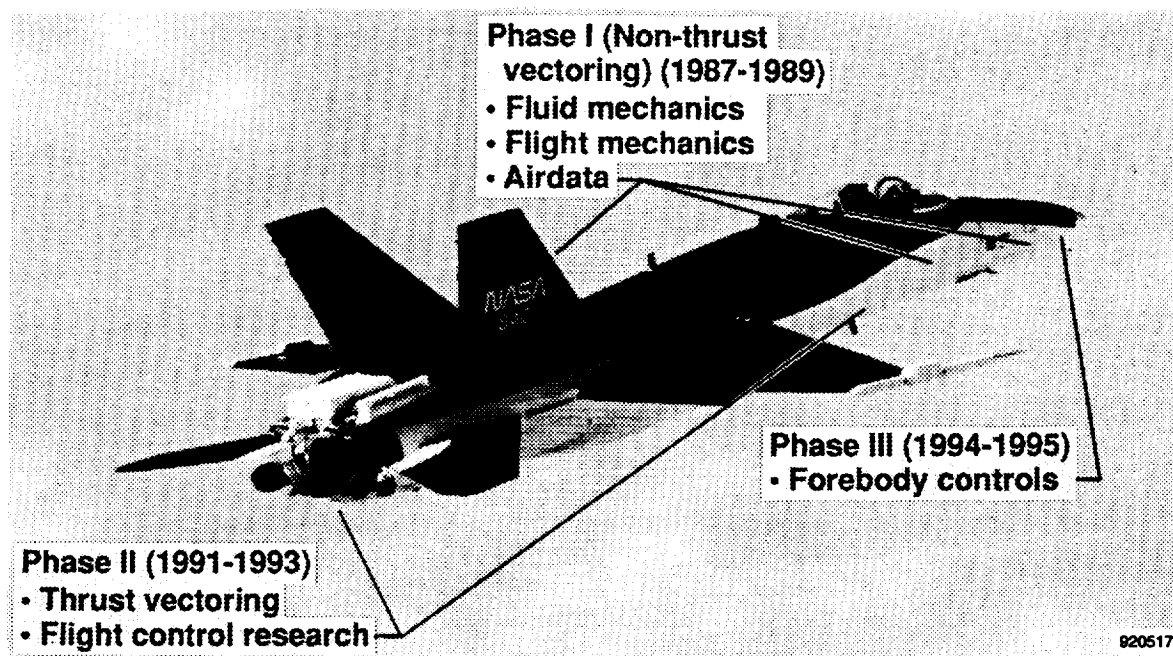 Phase I (Non-thrust
vectoring) (1987-1989)
• Fluid mechanics
• Flight mechanics
• Airdata
NASA
Phase III (1994-1995)
• Forebody controls
Phase II (1991-1993)
• Thrust vectoring
• Flight control research
920517